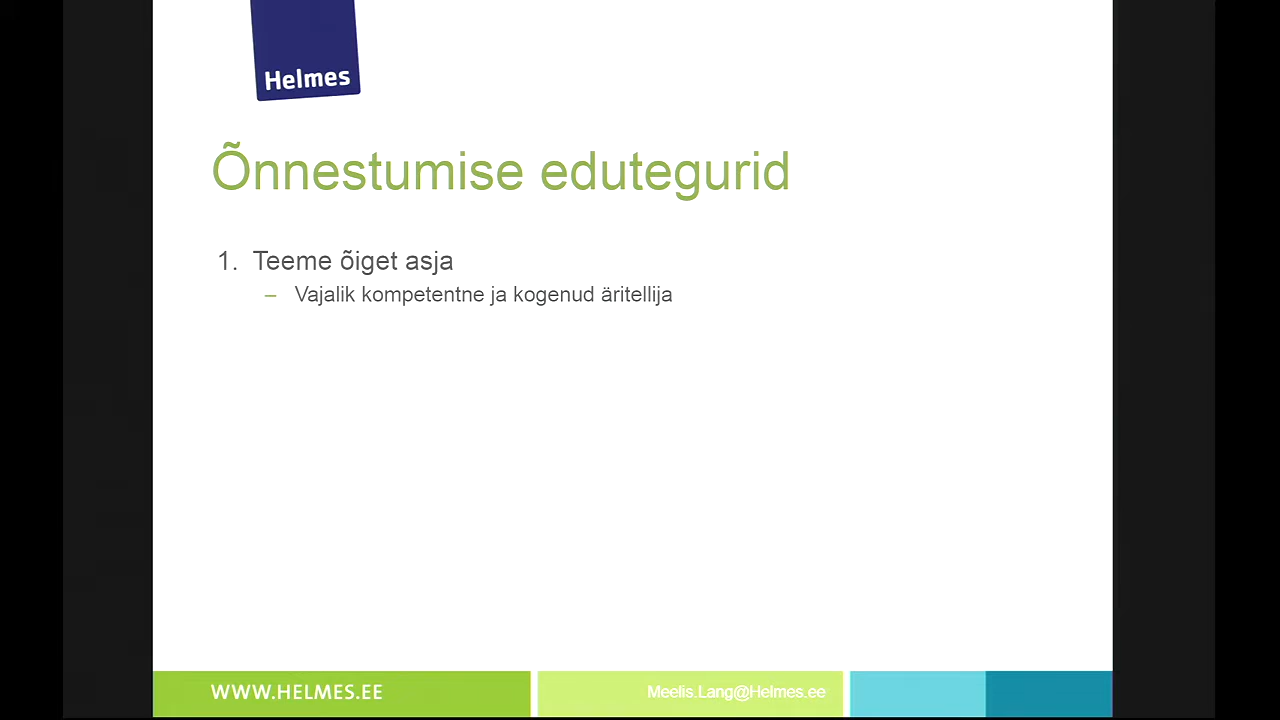 Helmes
Õnnestumise edutegurid
1. Teeme õiget asja
– Vajalik kompetentne ja kogenud äritellija
WWW.HELMES.EE
Meelis.Lang@Helmes.ee